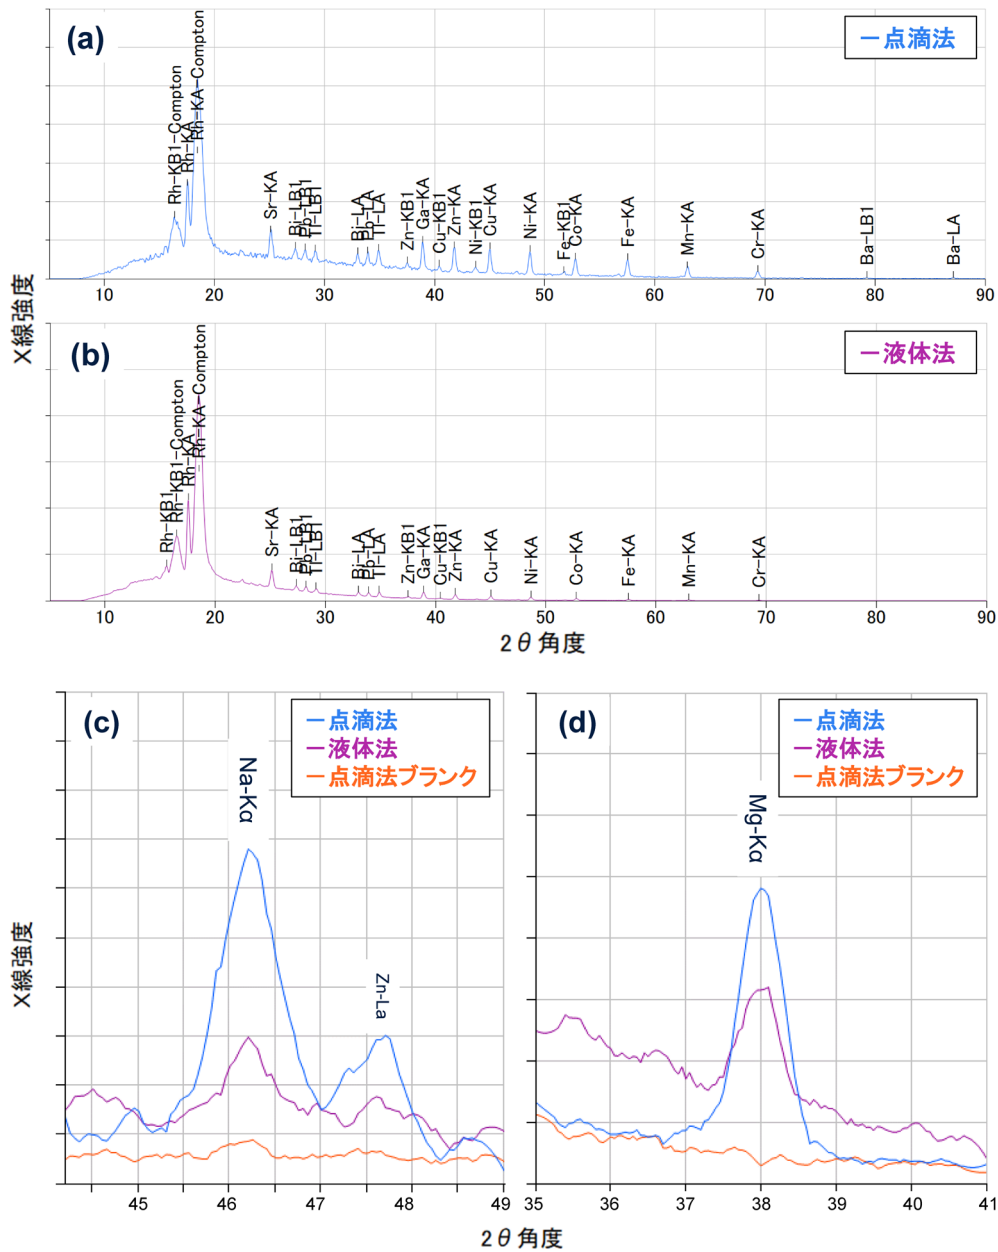 (a)
ー点滴法
Rh-KB1-Compton
Rh-KA
Rh-KA-Compton
Sr-KA
Bi-LB1
Pb-LB1
Tl-LB1
Bi-LA
Pb-LA
Tl-LA
Zn-KB1
Ga-KA
Cu-KB1
Zn-KA
Ni-KB1
Cu-KA
Ni-KA
Fe-KB1
Co-KA
Fe-KA
Mn-KA
Cr-KA
Ba-LB1
Ba-LA
10 20 30 40 50 60 70 80 90
X線強度
(b)
ー液体法
Rh-KB1
Rh-KB1-Compton
Rh-KA
Rh-KA-Compton
Sr-KA
Bi-LB1
Pb-LB1
Tl-LB1
Bi-LA
Pb-LA
Tl-LA
Zn-KB1
Ga-KA
Cu-KB1
Zn-KA
Cu-KA
Ni-KA
Co-KA
Fe-KA
Mn-KA
Cr-KA
10 20 30 40 50 60 70 80 90
2θ角度
(c)
ー点滴法
ー液体法
ー点滴法ブランク
Na-Kα
Zn-La
45 46 47 48 49
X線強度
(d)
ー点滴法
ー液体法
ー点滴法ブランク
Mg-Kα
35 36 37 38 39 40 41
2θ角度